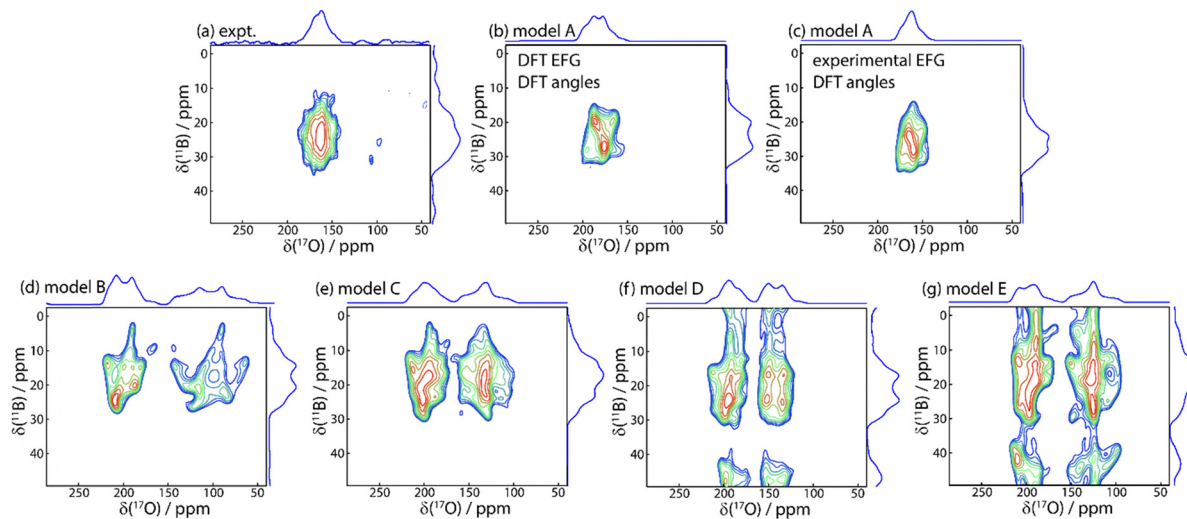 (a) expt.
(b) model A
(c) model A
DFT EFG
DFT angles
experimental EFG
DFT angles
0
10
20
30
40
δ(¹¹B) / ppm
250 200 150 100 50
δ(¹⁷O) / ppm
0
10
20
30
40
δ(¹¹B) / ppm
250 200 150 100 50
δ(¹⁷O) / ppm
0
10
20
30
40
δ(¹¹B) / ppm
250 200 150 100 50
δ(¹⁷O) / ppm
(d) model B
(e) model C
(f) model D
(g) model E
0
10
20
30
40
δ(¹¹B) / ppm
250 200 150 100 50
δ(¹⁷O) / ppm
0
10
20
30
40
δ(¹¹B) / ppm
250 200 150 100 50
δ(¹⁷O) / ppm
0
10
20
30
40
δ(¹¹B) / ppm
250 200 150 100 50
δ(¹⁷O) / ppm
0
10
20
30
40
δ(¹¹B) / ppm
250 200 150 100 50
δ(¹⁷O) / ppm